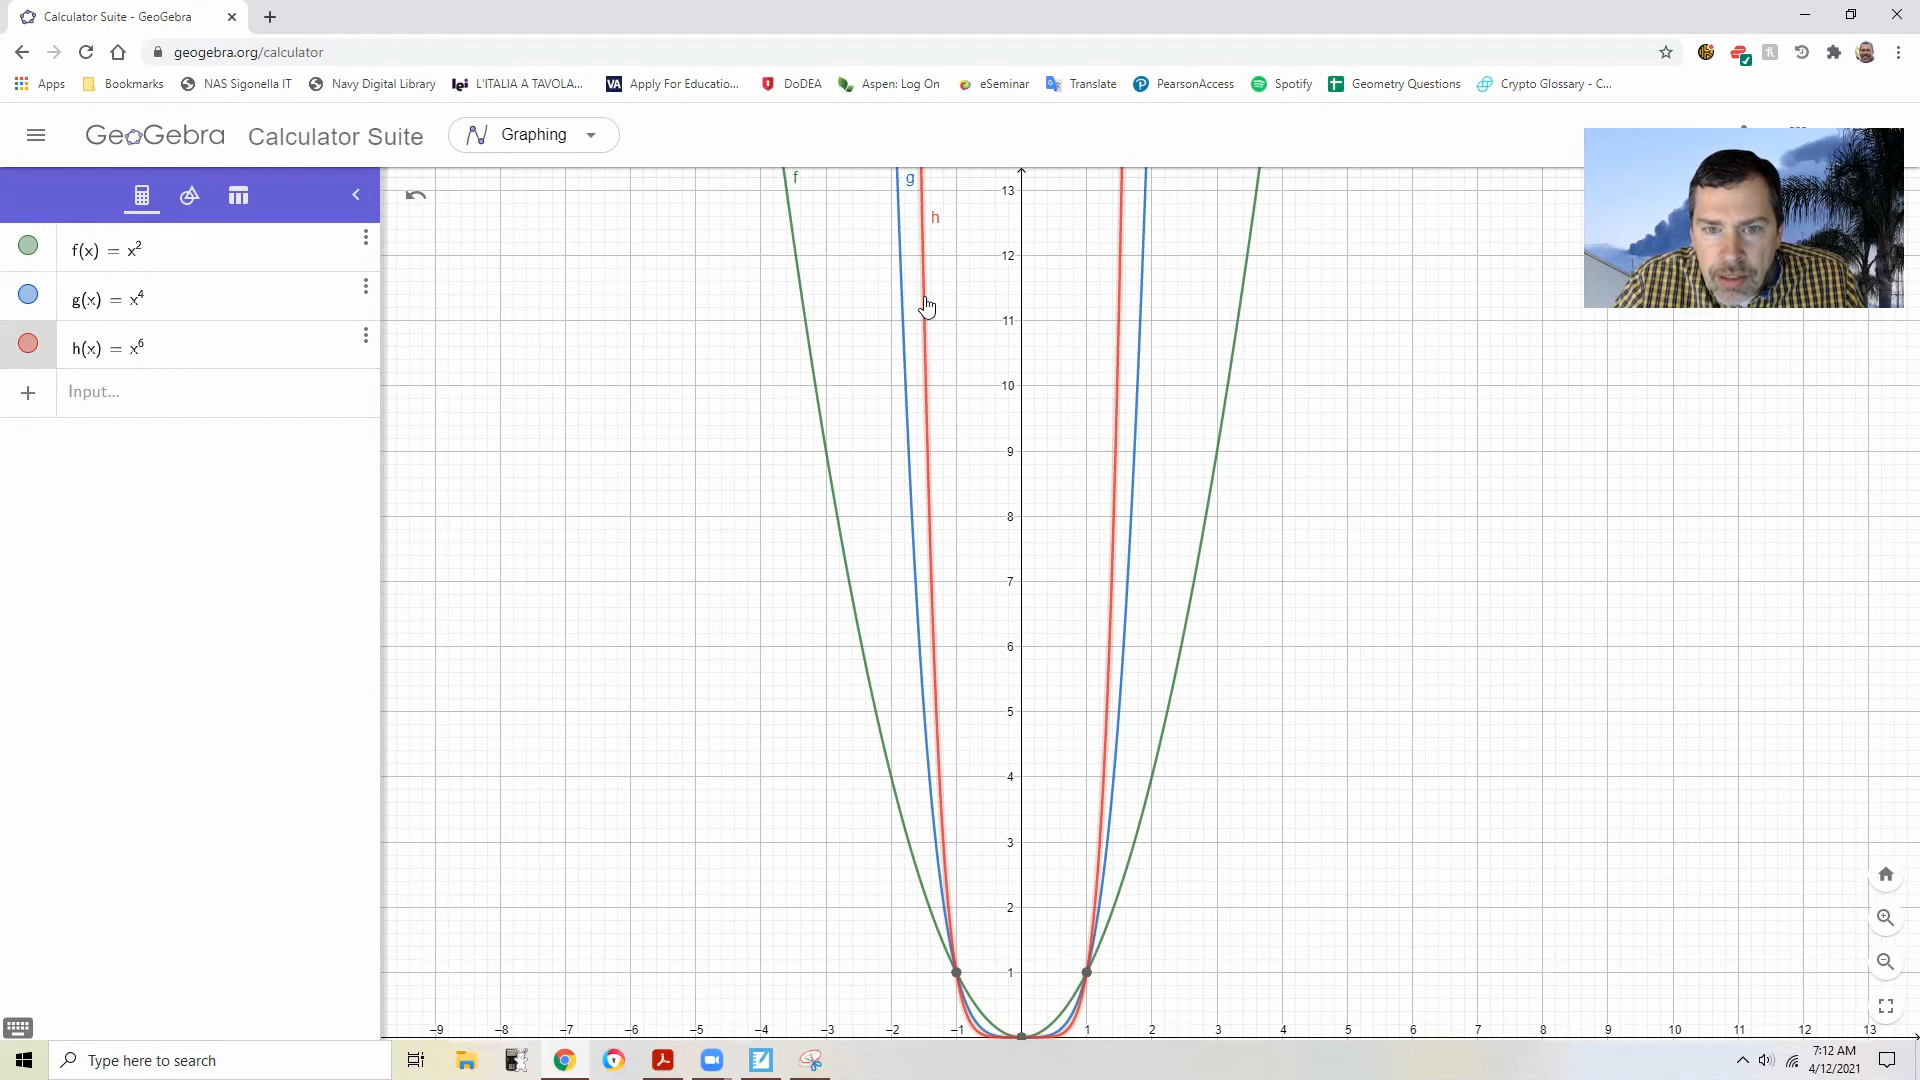 Calculator Suite - GeoGebra
geogebra.org/calculator
Apps Bookmarks NAS Sigonella IT Navy Digital Library L'ITALIA A TAVOLA... Apply For Educatio... DoDEA Aspen: Log On eSeminar Translate PearsonAccess Spotify Geometry Questions Crypto Glossary - C...
GeoGebra Calculator Suite Graphing
f(x) = x²
g(x) = x⁴
h(x) = x⁶
Input...
f g h
13
12
11
10
9
8
7
6
5
4
3
2
1
–9 –8 –7 –6 –5 –4 –3 –2 –1 1 2 3 4 5 6 7 8 9 10 11 12 13
Type here to search
7:12 AM
4/12/2021